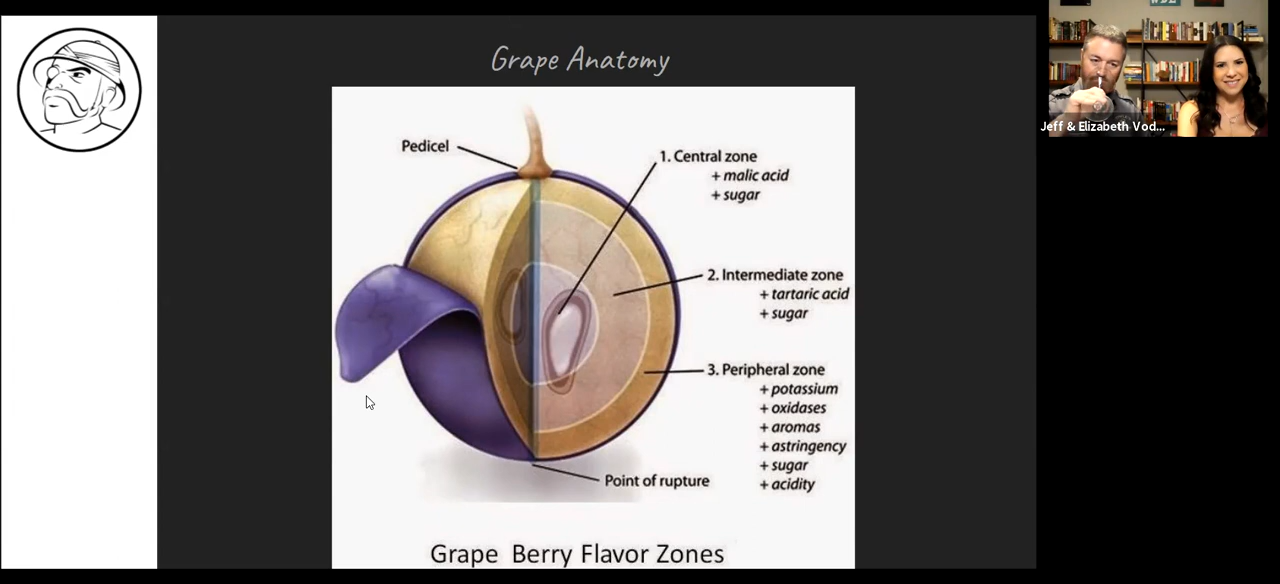 Grape Anatomy
Pedicel
1. Central zone
+ malic acid
+ sugar
2. Intermediate zone
+ tartaric acid
+ sugar
3. Peripheral zone
+ potassium
+ oxidases
+ aromas
+ astringency
+ sugar
+ acidity
Point of rupture
Grape Berry Flavor Zones
Jeff & Elizabeth Vod...